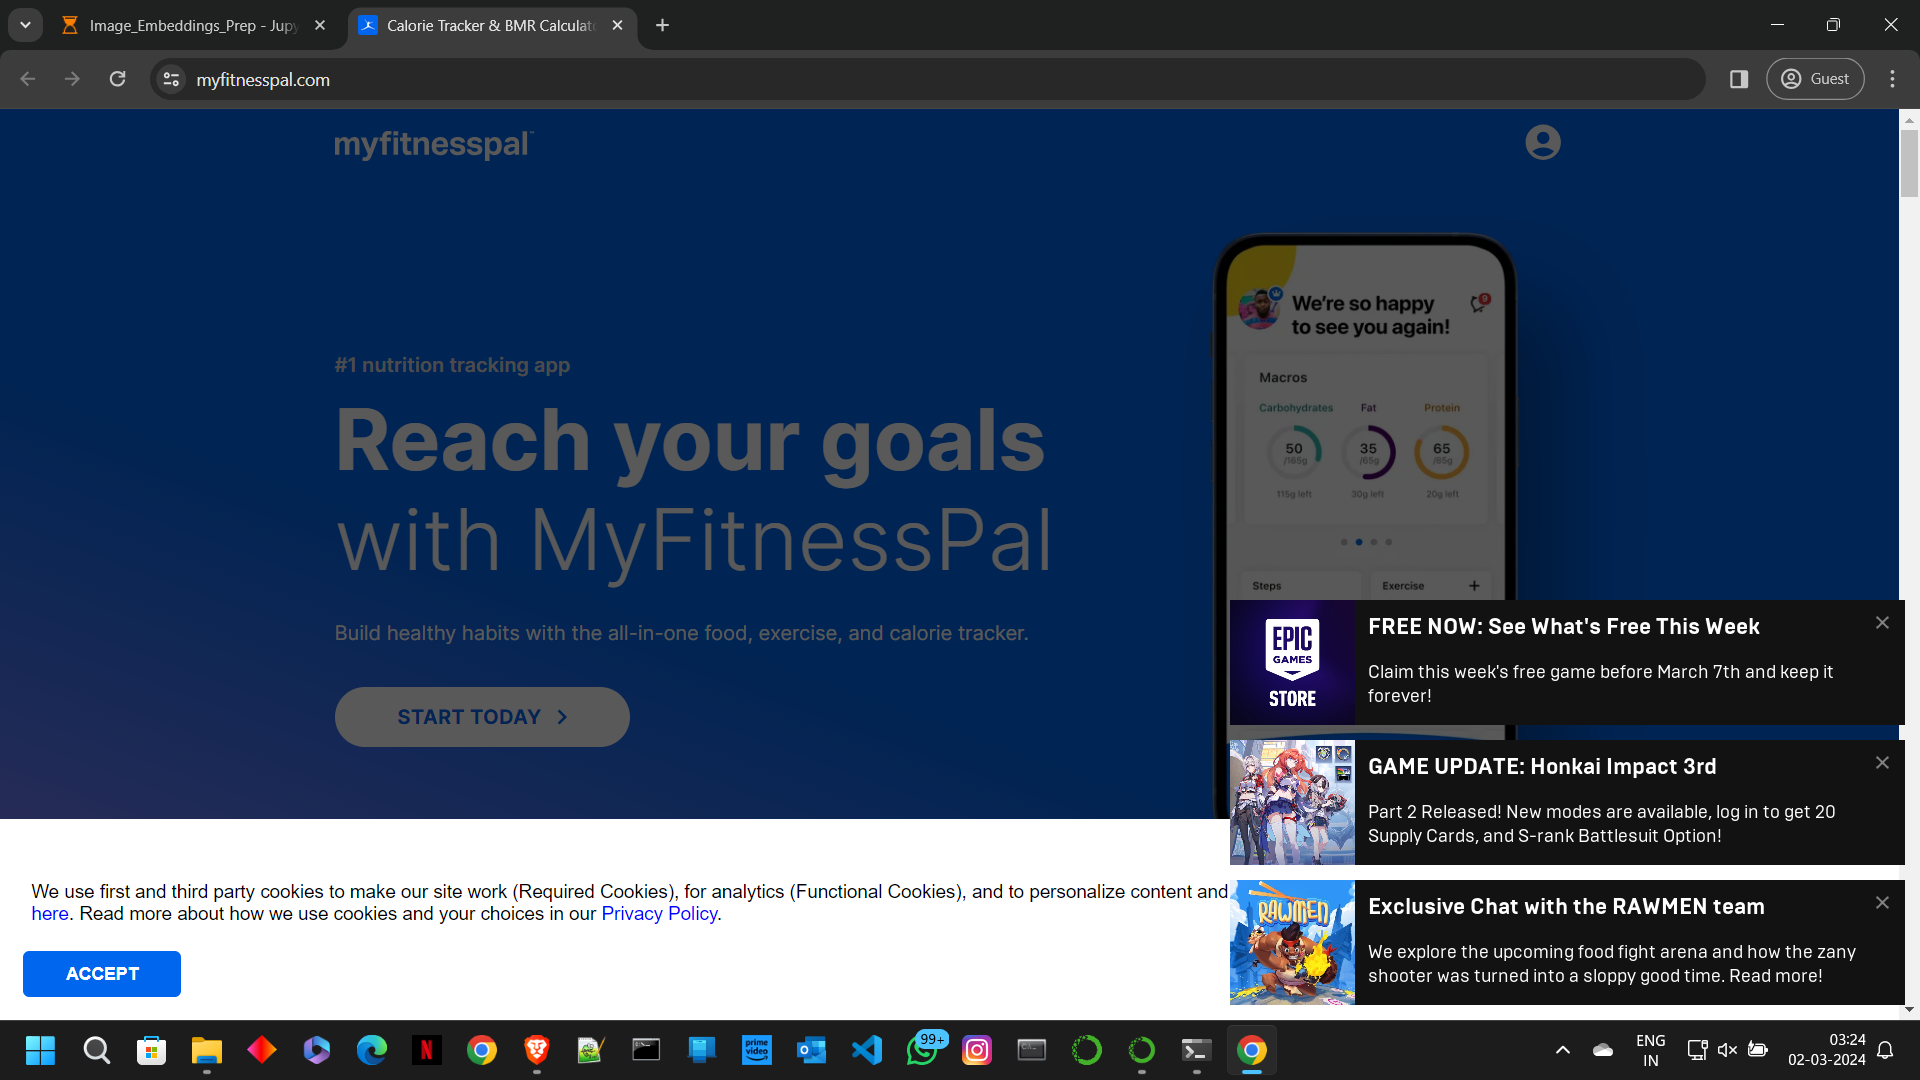 Image_Embeddings_Prep - Jupy
Calorie Tracker & BMR Calculato
myfitnesspal.com
Guest
myfitnesspal
#1 nutrition tracking app
Reach your goals
with MyFitnessPal
Build healthy habits with the all-in-one food, exercise, and calorie tracker.
START TODAY
We're so happy
to see you again!
9
Macros
Carbohydrates Fat Protein
50 35 65
/165g /65g /85g
115g left 30g left 20g left
Steps Exercise
EPIC
GAMES
STORE
FREE NOW: See What's Free This Week
Claim this week's free game before March 7th and keep it
forever!
GAME UPDATE: Honkai Impact 3rd
Part 2 Released! New modes are available, log in to get 20
Supply Cards, and S-rank Battlesuit Option!
RAWMEN
Exclusive Chat with the RAWMEN team
We explore the upcoming food fight arena and how the zany
shooter was turned into a sloppy good time. Read more!
We use first and third party cookies to make our site work (Required Cookies), for analytics (Functional Cookies), and to personalize content and
here. Read more about how we use cookies and your choices in our Privacy Policy.
ACCEPT
N
prime video
99+
ENG
IN
03:24
02-03-2024